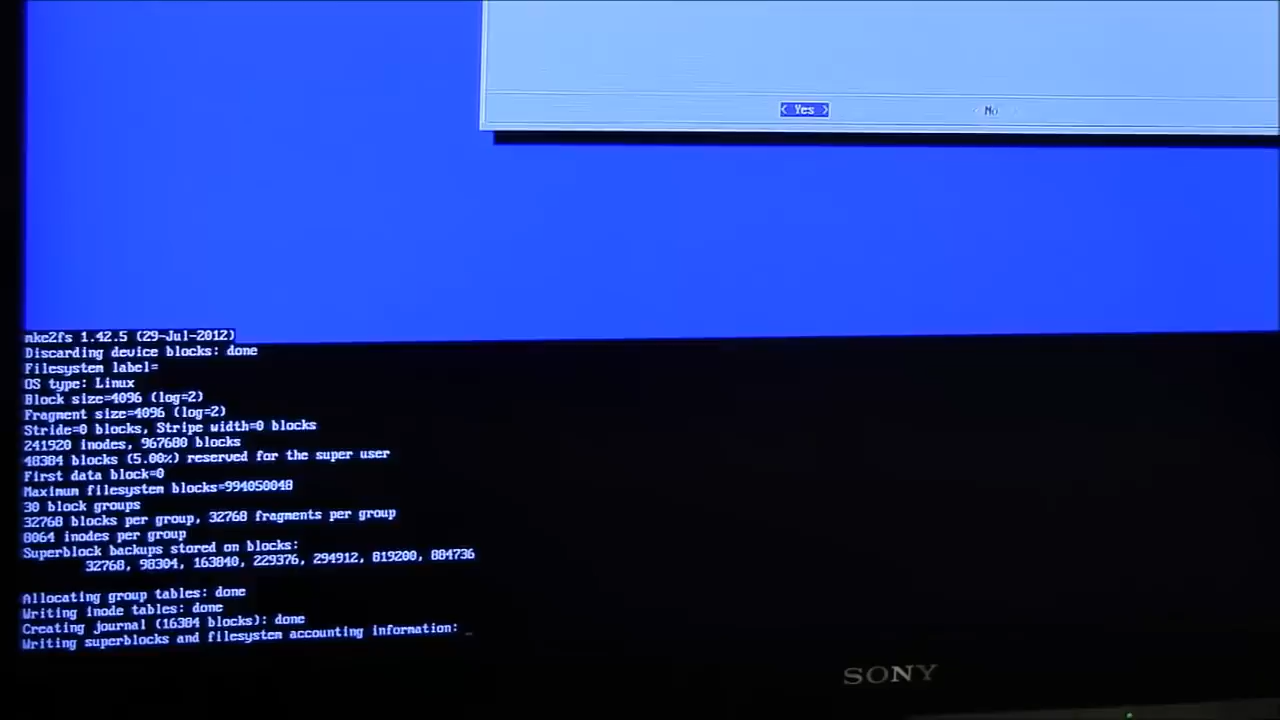 < Yes >
No
mke2fs 1.42.5 (29-Jul-2012)
Discarding device blocks: done
Filesystem label=
OS type: Linux
Block size=4096 (log=2)
Fragment size=4096 (log=2)
Stride=0 blocks, Stripe width=0 blocks
241920 inodes, 967680 blocks
48384 blocks (5.00%) reserved for the super user
First data block=0
Maximum filesystem blocks=994050048
30 block groups
32768 blocks per group, 32768 fragments per group
8064 inodes per group
Superblock backups stored on blocks:
32768, 98304, 163840, 229376, 294912, 819200, 884736
Allocating group tables: done
Writing inode tables: done
Creating journal (16384 blocks): done
Writing superblocks and filesystem accounting information: _
SONY